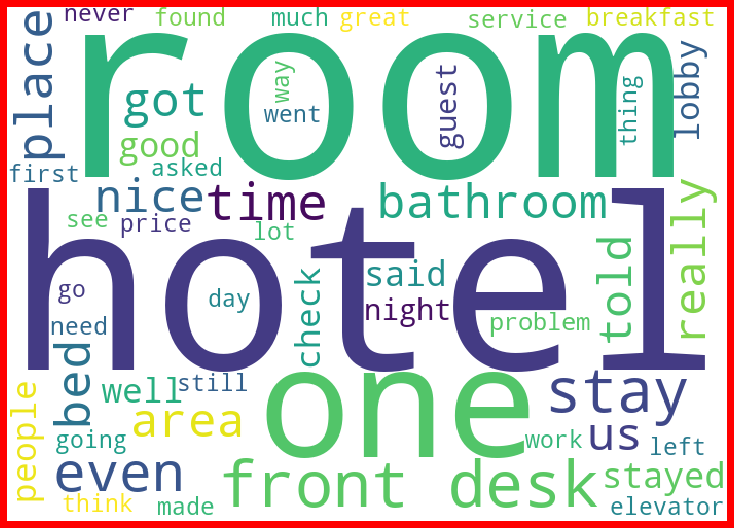 never
found
much
great
service
breakfast
room
place
got
way
went
guest
thing
lobby
good
asked
first
nice
time
bathroom
really
see
price
lot
hotel
check
said
told
go
day
night
need
problem
bed
well
still
one
stay
people
area
going
work
us
left
even
front desk
stayed
think
made
elevator